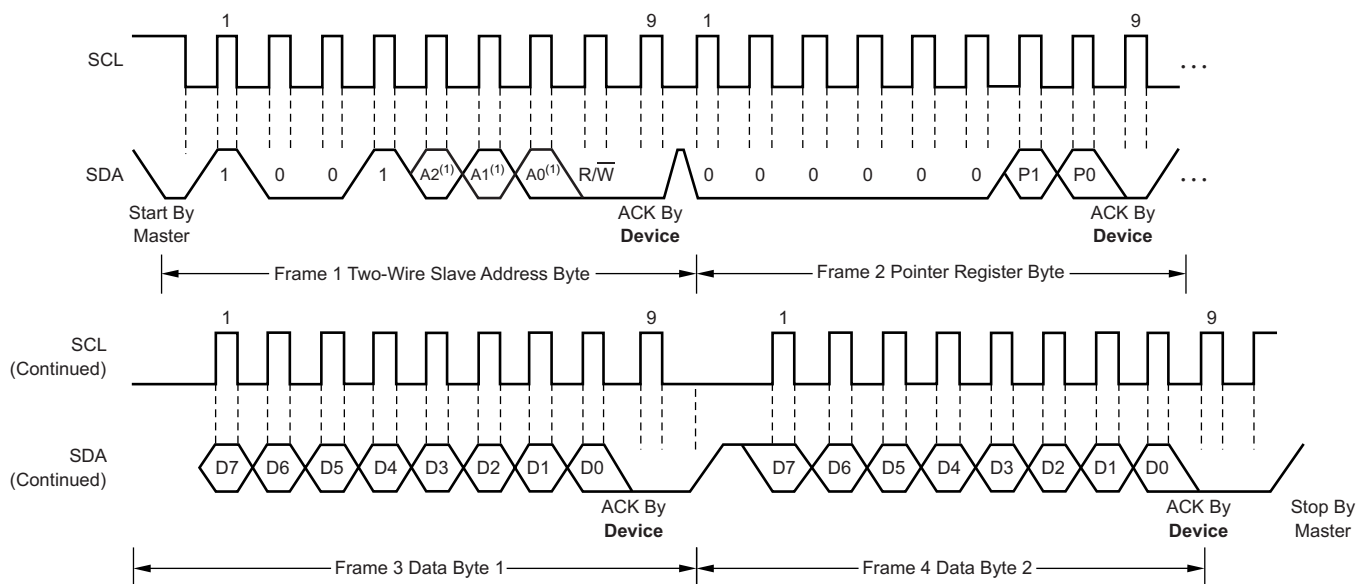 1 9 1 9
SCL ...
SDA 1 0 0 1 A2(1) A1(1) A0(1) R/W̅ 0 0 0 0 0 0 P1 P0 ...
Start By
Master
ACK By
Device
ACK By
Device
Frame 1 Two-Wire Slave Address Byte Frame 2 Pointer Register Byte
1 9 1 9
SCL
(Continued)
SDA
(Continued)
D7 D6 D5 D4 D3 D2 D1 D0 D7 D6 D5 D4 D3 D2 D1 D0
ACK By
Device
ACK By
Device
Stop By
Master
Frame 3 Data Byte 1 Frame 4 Data Byte 2